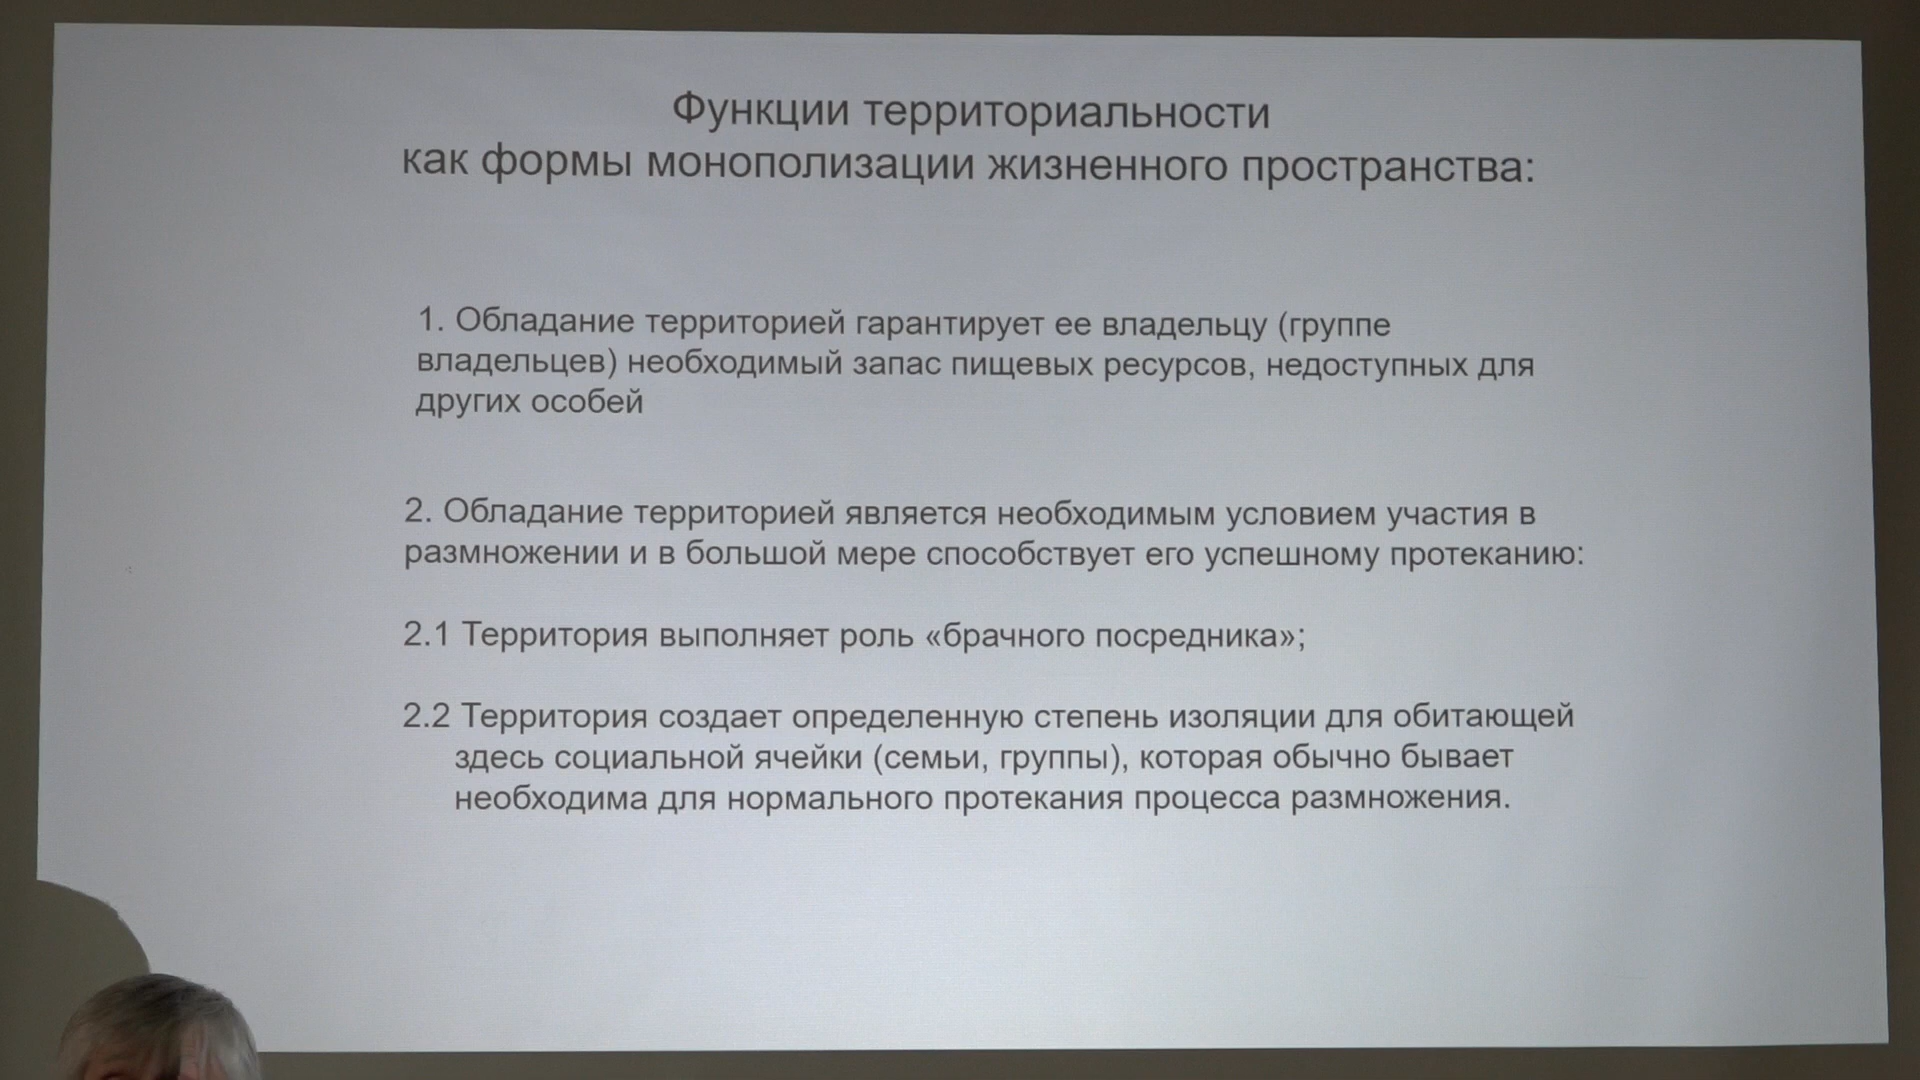 Функции территориальности
как формы монополизации жизненного пространства:
1. Обладание территорией гарантирует ее владельцу (группе
владельцев) необходимый запас пищевых ресурсов, недоступных для
других особей
2. Обладание территорией является необходимым условием участия в
размножении и в большой мере способствует его успешному протеканию:
2.1 Территория выполняет роль «брачного посредника»;
2.2 Территория создает определенную степень изоляции для обитающей
здесь социальной ячейки (семьи, группы), которая обычно бывает
необходима для нормального протекания процесса размножения.